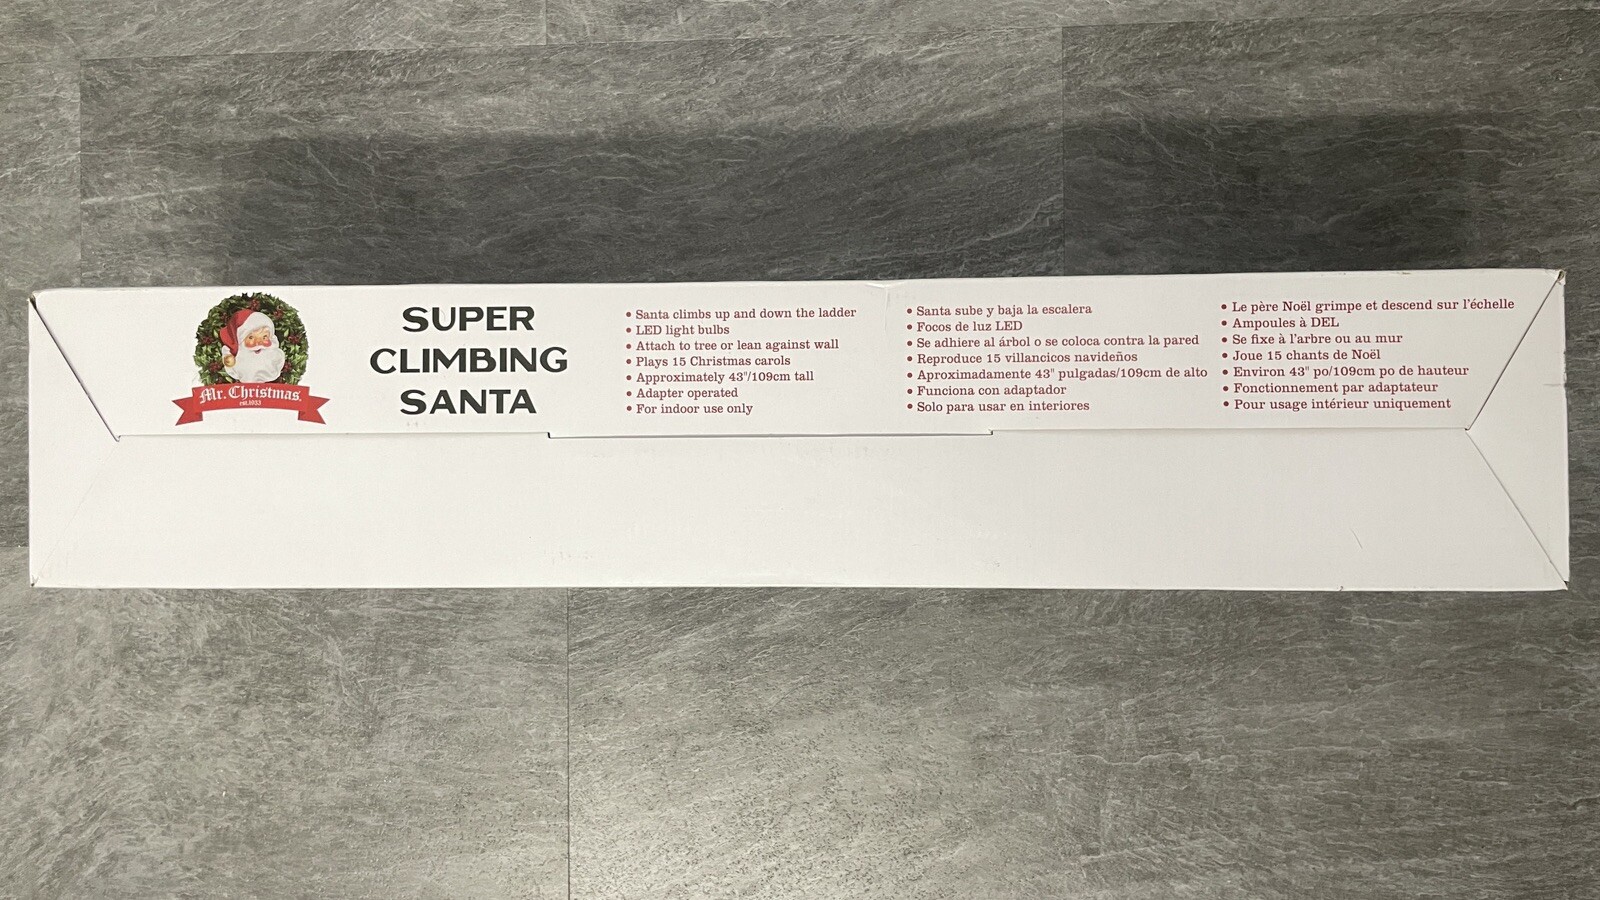 Mr. Christmas.
est.1933
SUPER
CLIMBING
SANTA
• Santa climbs up and down the ladder
• LED light bulbs
• Attach to tree or lean against wall
• Plays 15 Christmas carols
• Approximately 43"/109cm tall
• Adapter operated
• For indoor use only
• Santa sube y baja la escalera
• Focos de luz LED
• Se adhiere al árbol o se coloca contra la pared
• Reproduce 15 villancicos navideños
• Aproximadamente 43" pulgadas/109cm de alto
• Funciona con adaptador
• Solo para usar en interiores
• Le père Noël grimpe et descend sur l'échelle
• Ampoules à DEL
• Se fixe à l'arbre ou au mur
• Joue 15 chants de Noël
• Environ 43" po/109cm po de hauteur
• Fonctionnement par adaptateur
• Pour usage intérieur uniquement